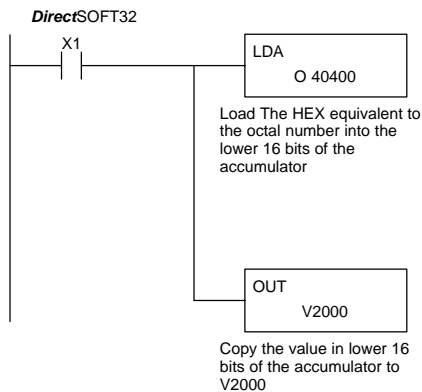 DirectSOFT32
X1
LDA
O 40400
Load The HEX equivalent to
the octal number into the
lower 16 bits of the
accumulator
OUT
V2000
Copy the value in lower 16
bits of the accumulator to
V2000